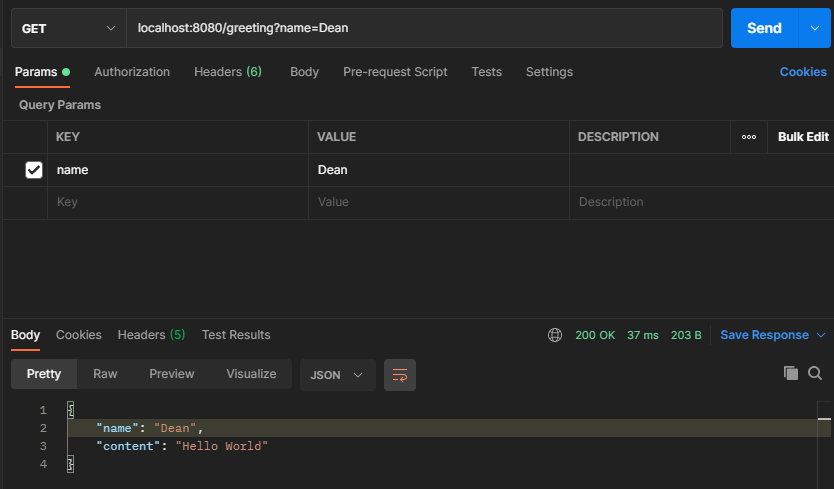 GET localhost:8080/greeting?name=Dean Send
Params Authorization Headers (6) Body Pre-request Script Tests Settings Cookies
Query Params
KEY VALUE DESCRIPTION Bulk Edit
name Dean
Key Value Description
Body Cookies Headers (5) Test Results 200 OK 37 ms 203 B Save Response
Pretty Raw Preview Visualize JSON
1 {
2 "name": "Dean",
3 "content": "Hello World"
4 }